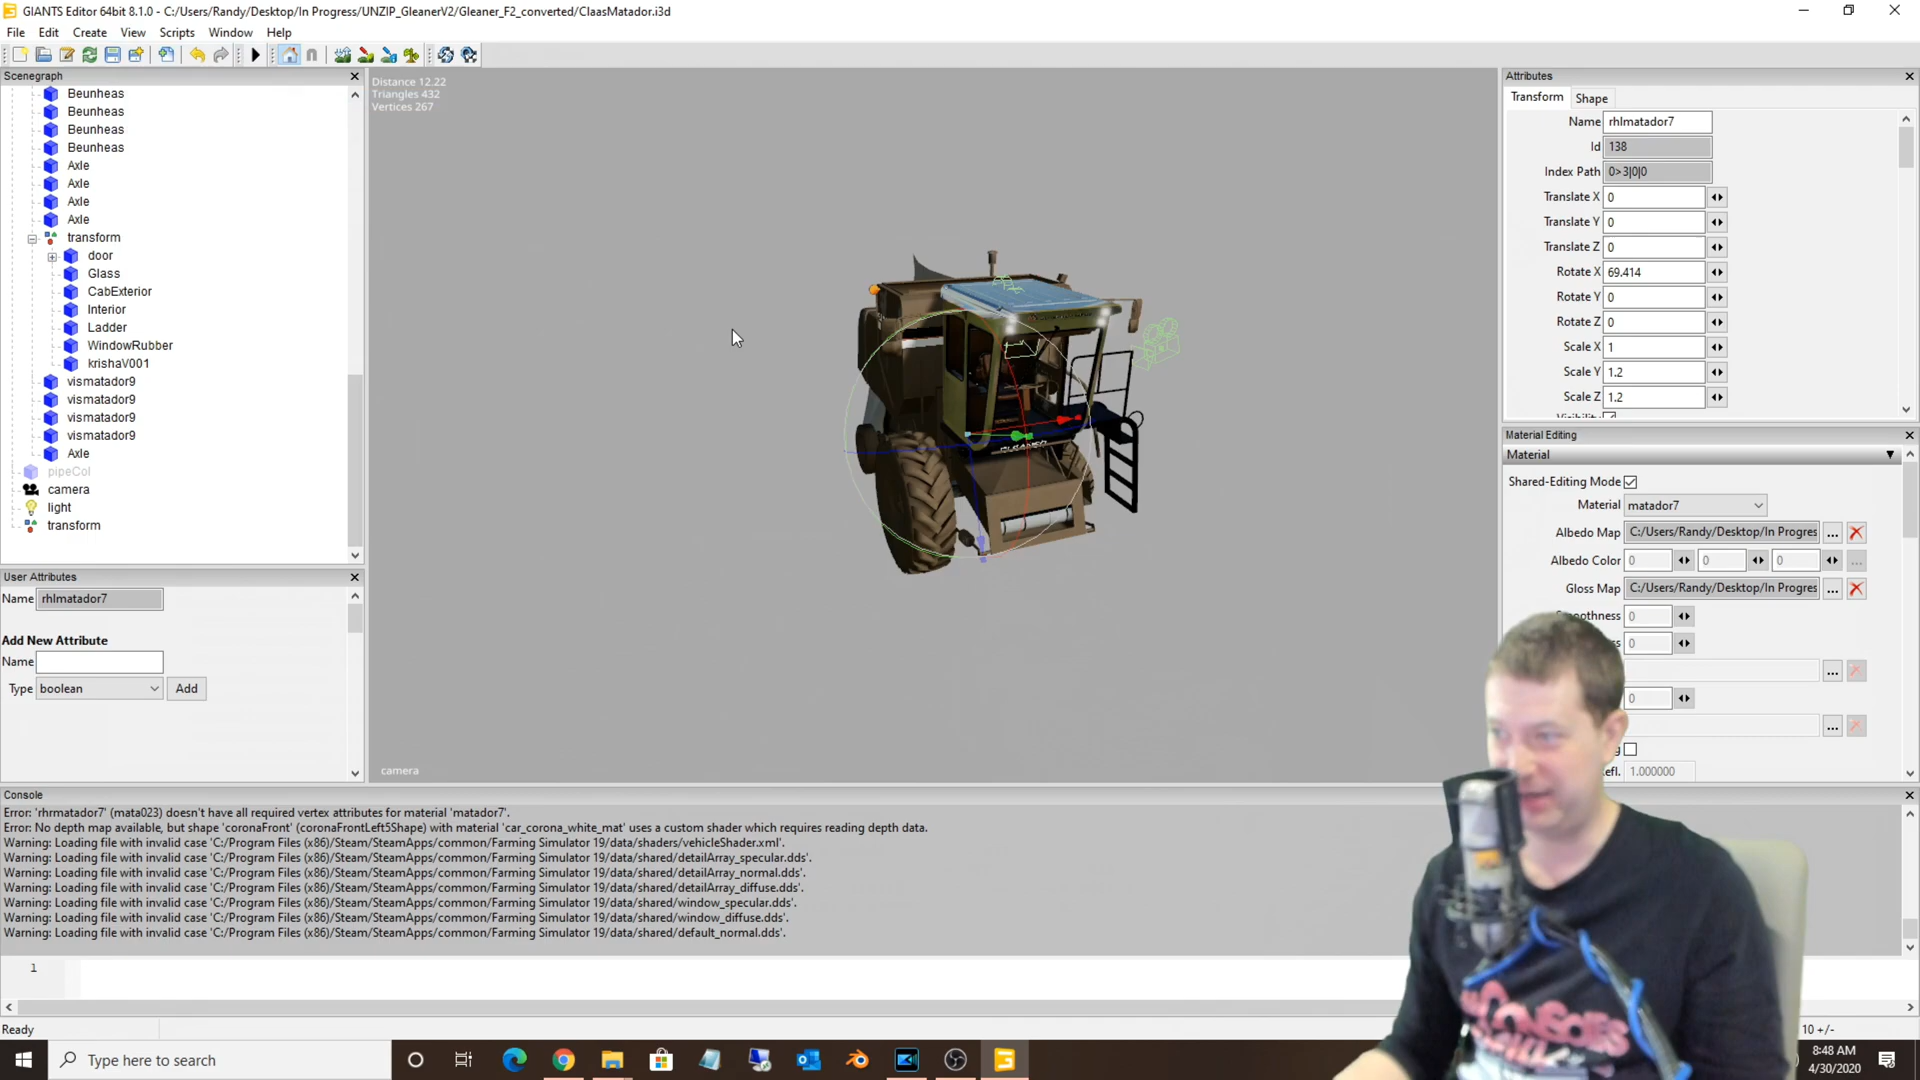 GIANTS Editor 64bit 8.1.0 - C:/Users/Randy/Desktop/In Progress/UNZIP_GleanerV2/Gleaner_F2_converted/ClaasMatador.i3d
File Edit Create View Scripts Window Help
Scenegraph
Beunheas
Beunheas
Beunheas
Beunheas
Axle
Axle
Axle
Axle
transform
door
Glass
CabExterior
Interior
Ladder
WindowRubber
krishaV001
vismatador9
vismatador9
vismatador9
vismatador9
Axle
pipeCol
camera
light
transform
User Attributes
Name rhlmatador7
Add New Attribute
Name
Type boolean Add
Distance 12.22
Triangles 432
Vertices 267
camera
Attributes
Transform Shape
Name rhlmatador7
Id 138
Index Path 0>3|0|0
Translate X 0
Translate Y 0
Translate Z 0
Rotate X 69.414
Rotate Y 0
Rotate Z 0
Scale X 1
Scale Y 1.2
Scale Z 1.2
Material Editing
Material
Shared-Editing Mode
Material matador7
Albedo Map C:/Users/Randy/Desktop/In Progres ...
Albedo Color 0 0 0 ...
Gloss Map C:/Users/Randy/Desktop/In Progres ...
0
0
...
0
...
1.000000
Console
Error: 'rhrmatador7' (mata023) doesn't have all required vertex attributes for material 'matador7'.
Error: No depth map available, but shape 'coronaFront' (coronaFrontLeft5Shape) with material 'car_corona_white_mat' uses a custom shader which requires reading depth data.
Warning: Loading file with invalid case 'C:/Program Files (x86)/Steam/SteamApps/common/Farming Simulator 19/data/shaders/vehicleShader.xml'.
Warning: Loading file with invalid case 'C:/Program Files (x86)/Steam/SteamApps/common/Farming Simulator 19/data/shared/detailArray_specular.dds'.
Warning: Loading file with invalid case 'C:/Program Files (x86)/Steam/SteamApps/common/Farming Simulator 19/data/shared/detailArray_normal.dds'.
Warning: Loading file with invalid case 'C:/Program Files (x86)/Steam/SteamApps/common/Farming Simulator 19/data/shared/detailArray_diffuse.dds'.
Warning: Loading file with invalid case 'C:/Program Files (x86)/Steam/SteamApps/common/Farming Simulator 19/data/shared/window_specular.dds'.
Warning: Loading file with invalid case 'C:/Program Files (x86)/Steam/SteamApps/common/Farming Simulator 19/data/shared/window_diffuse.dds'.
Warning: Loading file with invalid case 'C:/Program Files (x86)/Steam/SteamApps/common/Farming Simulator 19/data/shared/default_normal.dds'.
1
Ready
10 +/-
Type here to search
8:48 AM
4/30/2020